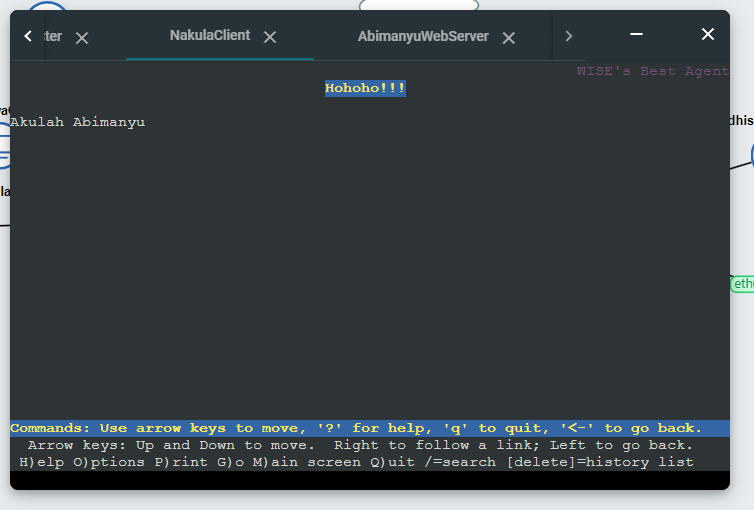 ter NakulaClient AbimanyuWebServer
WISE's Best Agent
Hohoho!!!
Akulah Abimanyu
dhis
la
eth
Commands: Use arrow keys to move, '?' for help, 'q' to quit, '<-' to go back.
Arrow keys: Up and Down to move. Right to follow a link; Left to go back.
H)elp O)ptions P)rint G)o M)ain screen Q)uit /=search [delete]=history list